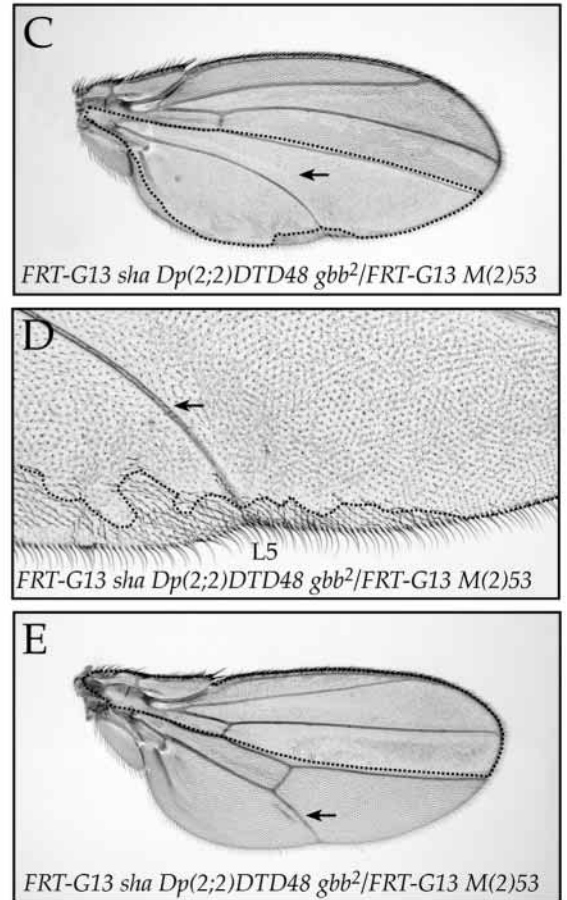 C
FRT-G13 sha Dp(2;2)DTD48 gbb²/FRT-G13 M(2)53
D
L5
FRT-G13 sha Dp(2;2)DTD48 gbb²/FRT-G13 M(2)53
E
FRT-G13 sha Dp(2;2)DTD48 gbb²/FRT-G13 M(2)53